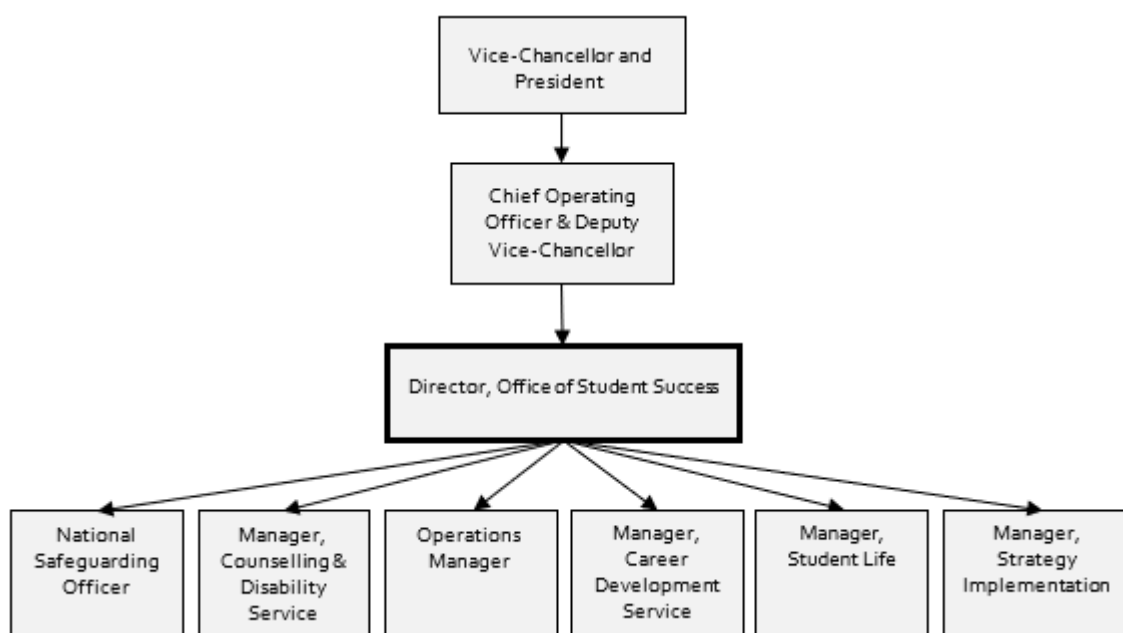 Vice-Chancellor and
President
Chief Operating
Officer & Deputy
Vice-Chancellor
Director, Office of Student Success
National
Safeguarding
Officer
Manager,
Counselling &
Disability
Service
Operations
Manager
Manager,
Career
Development
Service
Manager,
Student Life
Manager,
Strategy
Implementation